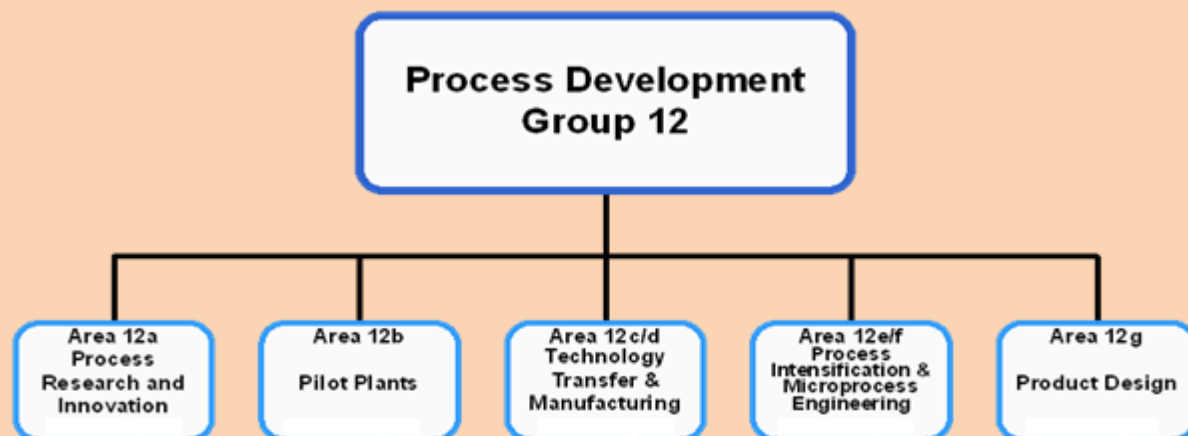 Process Development
Group 12
Area 12a
Process
Research and
Innovation
Area 12b
Pilot Plants
Area 12c/d
Technology
Transfer &
Manufacturing
Area 12e/f
Process
Intensification &
Microprocess
Engineering
Area 12g
Product Design